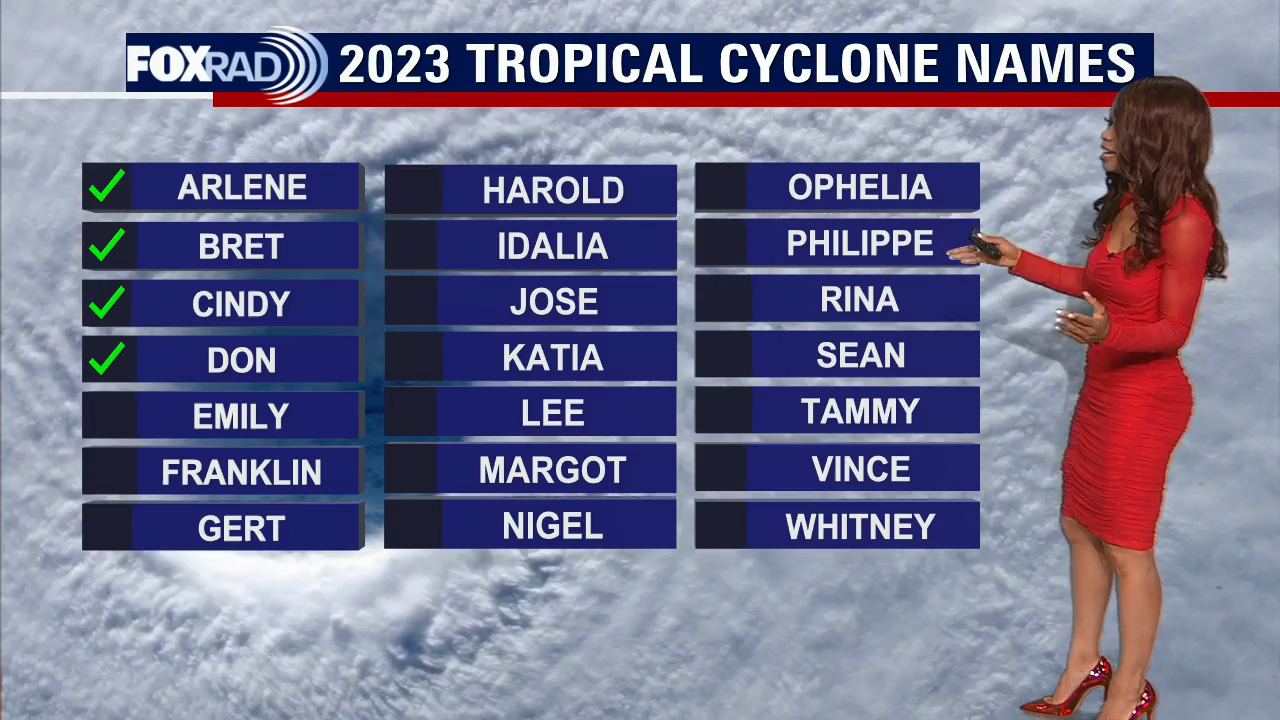 FOXRAD 2023 TROPICAL CYCLONE NAMES
ARLENE
BRET
CINDY
DON
EMILY
FRANKLIN
GERT
HAROLD
IDALIA
JOSE
KATIA
LEE
MARGOT
NIGEL
OPHELIA
PHILIPPE
RINA
SEAN
TAMMY
VINCE
WHITNEY